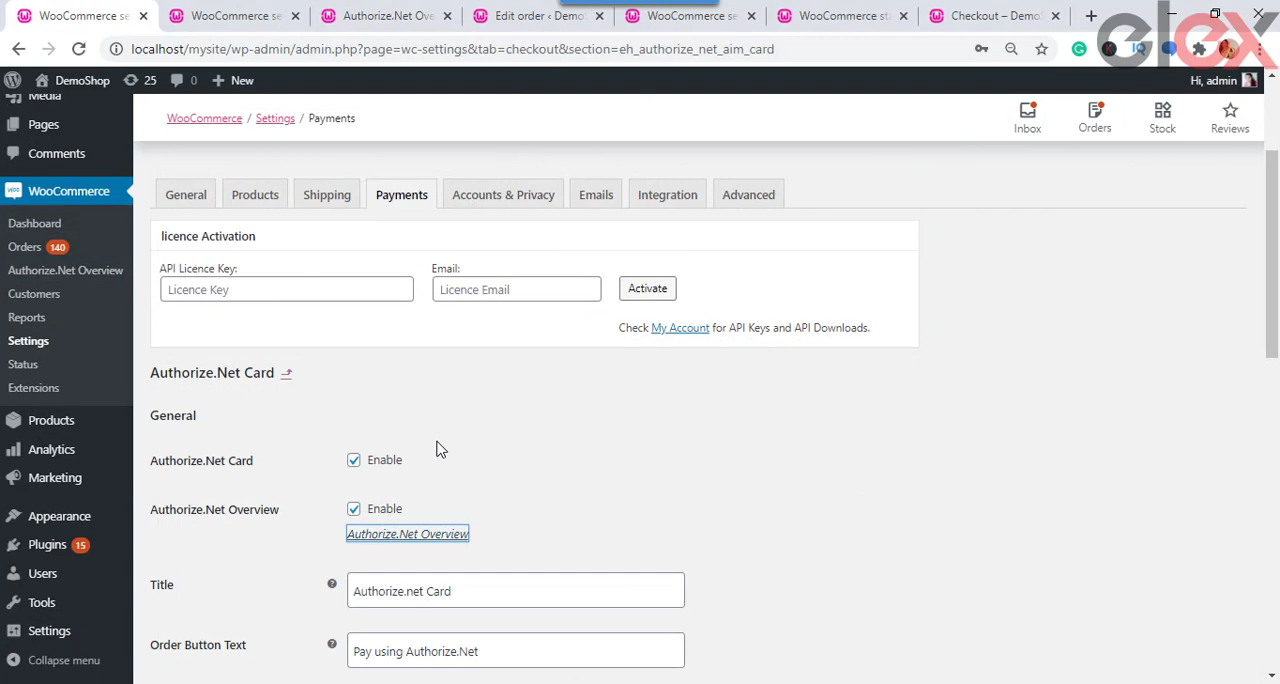 WooCommerce se
WooCommerce se
Authorize.Net Ove
Edit order ‹ Demo
WooCommerce se
WooCommerce sta
Checkout – DemoS
elex
localhost/mysite/wp-admin/admin.php?page=wc-settings&tab=checkout&section=eh_authorize_net_aim_card
DemoShop 25 0 New Hi, admin
Media
Pages
Comments
WooCommerce
Dashboard
Orders 140
Authorize.Net Overview
Customers
Reports
Settings
Status
Extensions
Products
Analytics
Marketing
Appearance
Plugins 15
Users
Tools
Settings
Collapse menu
WooCommerce / Settings / Payments
Inbox Orders Stock Reviews
General Products Shipping Payments Accounts & Privacy Emails Integration Advanced
licence Activation
API Licence Key: Email:
Licence Key Licence Email Activate
Check My Account for API Keys and API Downloads.
Authorize.Net Card
General
Authorize.Net Card Enable
Authorize.Net Overview Enable
Authorize.Net Overview
Title Authorize.net Card
Order Button Text Pay using Authorize.Net